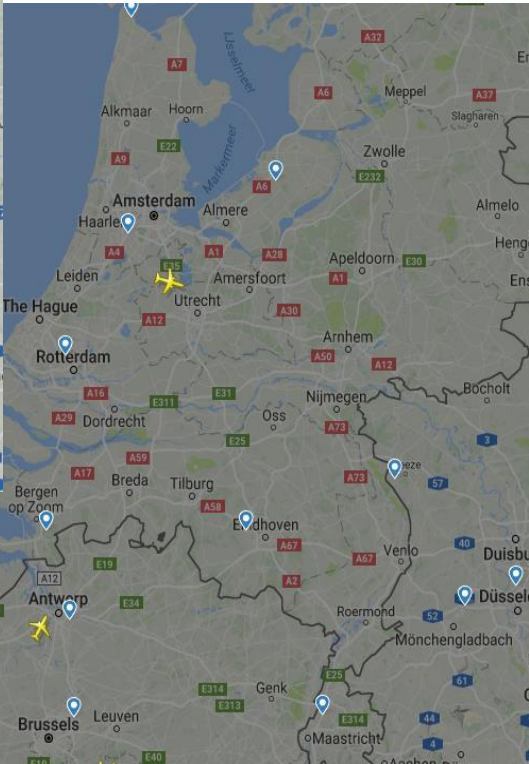 A32
IJsselmeer
A7
A6
Meppel
A37
Alkmaar
Hoorn
Slagharen
E22
Markermeer
Zwolle
A9
E232
A6
Amsterdam
Almere
Almelo
Haarle
A4
A1
A28
Apeldoorn
E30
Heng
E35
Leiden
Amersfoort
A1
Ens
The Hague
Utrecht
A12
A30
Arnhem
Rotterdam
A50
A12
Bocholt
A16
E311
E31
Nijmegen
A29
Dordrecht
Oss
A73
3
E25
A59
A17
A73
eeze
57
Bergen
op Zoom
Breda
Tilburg
A58
Eindhoven
40
Duisbu
E19
A67
A67
Venlo
A12
A2
Antwerp
E34
52
Düssel
Roermond
Mönchengladbach
E25
61
E314
Genk
E313
Brussels
Leuven
E314
44
Maastricht
4
E40
Aachen